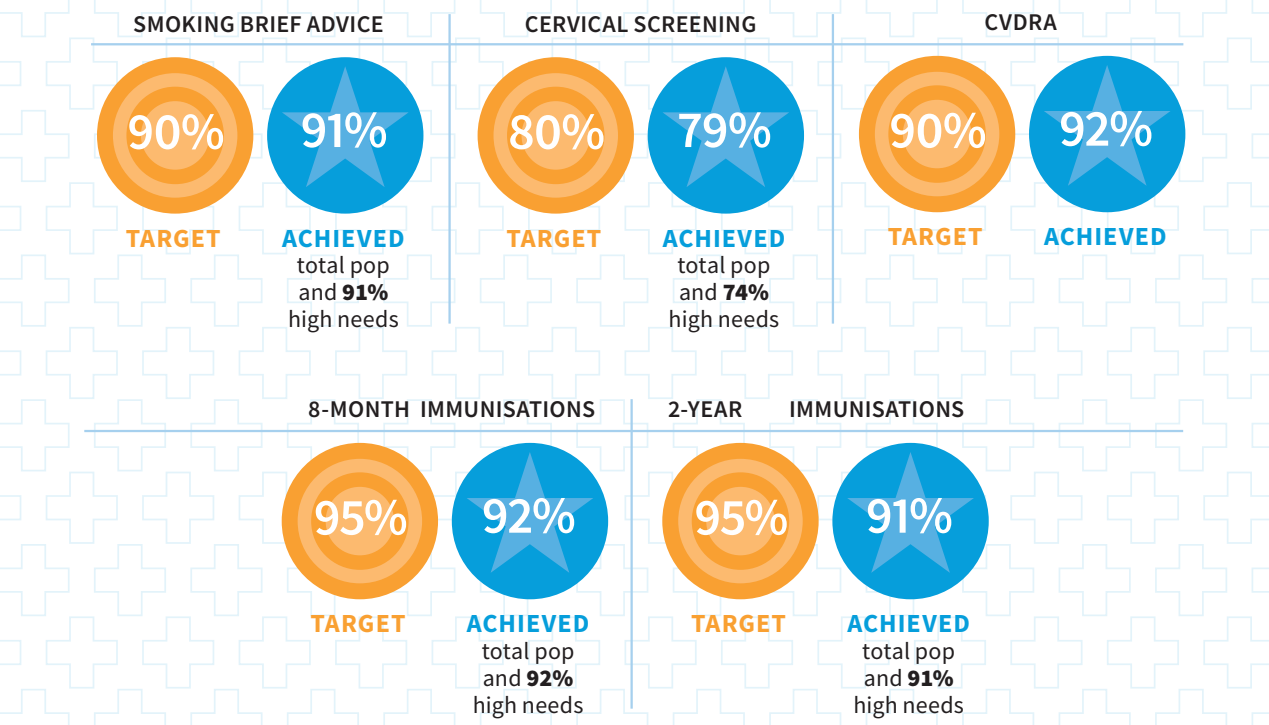 SMOKING BRIEF ADVICE
90%
TARGET
91%
ACHIEVED
total pop
and 91%
high needs
CERVICAL SCREENING
80%
TARGET
79%
ACHIEVED
total pop
and 74%
high needs
CVDRA
90%
TARGET
92%
ACHIEVED
8-MONTH IMMUNISATIONS
95%
TARGET
92%
ACHIEVED
total pop
and 92%
high needs
2-YEAR IMMUNISATIONS
95%
TARGET
91%
ACHIEVED
total pop
and 91%
high needs